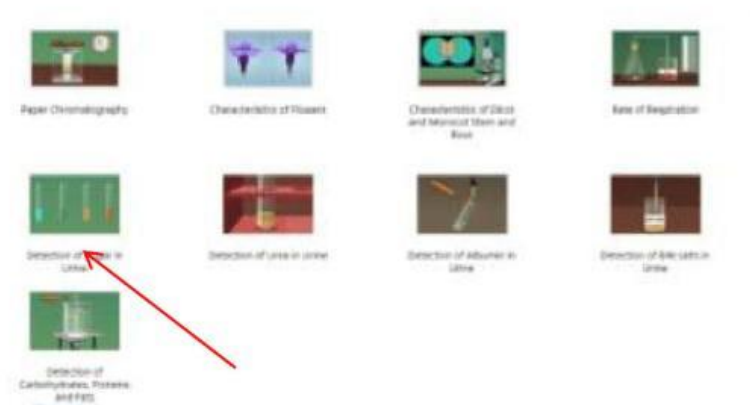 Paper Chromatography
Characteristics of
Characteristics of Dicot
and Monocot Stem and
Rate of Respiration
Detection of in
Urine
Detection of Urea in Urine
Detection of Albumin in
Urine
Detection of Bile salts in
Urine
Detection of
Carbohydrates, Proteins
and Fats